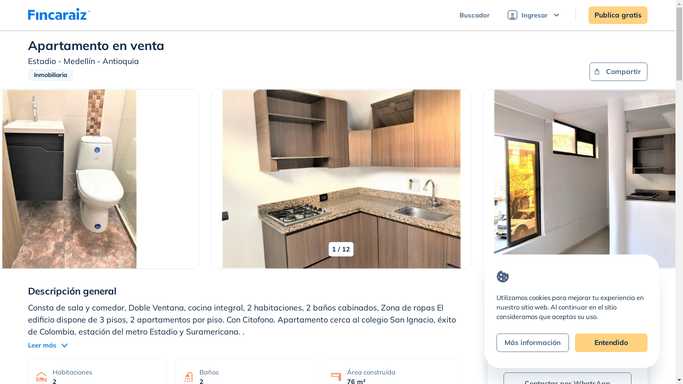 Fincaraiz
Buscador
Ingresar
Publica gratis
Apartamento en venta
Estadio - Medellín - Antioquia
Inmobiliaria
Compartir
1 / 12
Descripción general
Consta de sala y comedor, Doble Ventana, cocina integral, 2 habitaciones, 2 baños cabinados, Zona de ropas El
edificio dispone de 3 pisos, 2 apartamentos por piso. Con Citofono. Apartamento cerca al colegio San Ignacio, éxito
de Colombia, estación del metro Estadio y Suramericana. .
Leer más
Habitaciones
2
Baños
2
Área construida
76 m²
Utilizamos cookies para mejorar tu experiencia en
nuestro sitio web. Al continuar en el sitio
consideramos que aceptas su uso.
Más información
Entendido
Contactar por WhatsApp